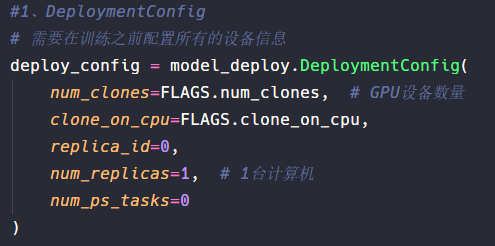 #1、DeploymentConfig
# 需要在训练之前配置所有的设备信息
deploy_config = model_deploy.DeploymentConfig(
    num_clones=FLAGS.num_clones,  # GPU设备数量
    clone_on_cpu=FLAGS.clone_on_cpu,
    replica_id=0,
    num_replicas=1,  # 1台计算机
    num_ps_tasks=0
)